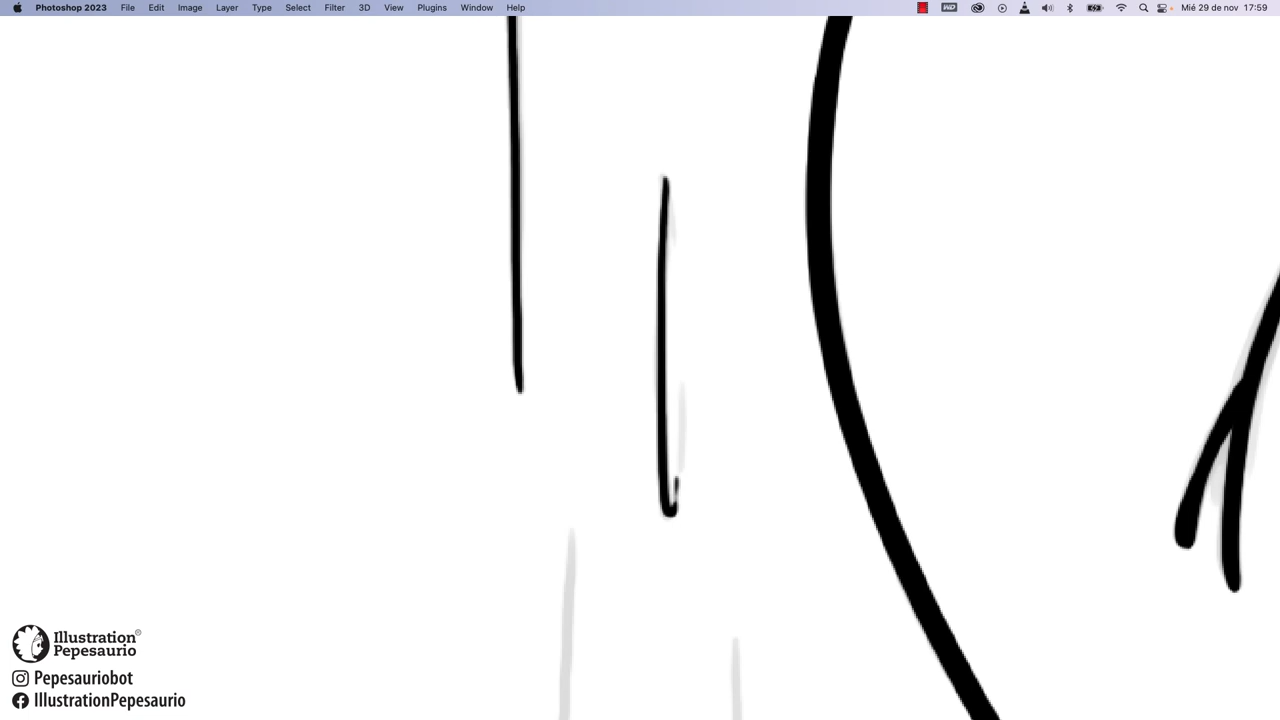 Photoshop 2023 File Edit Image Layer Type Select Filter 3D View Plugins Window Help Mié 29 de nov 17:59
Illustration®
Pepesaurio
Pepesauriobot
IllustrationPepesaurio